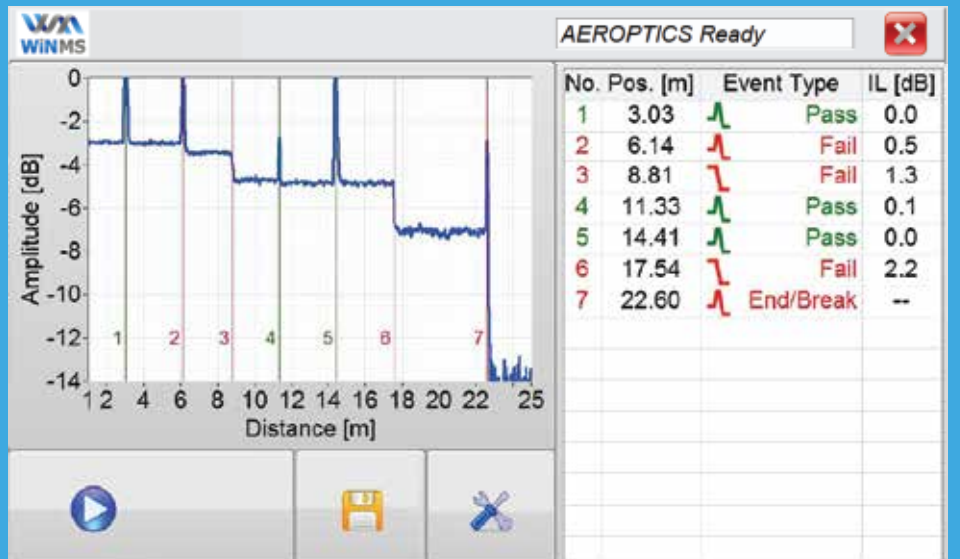 WiNMS
AEROPTICS Ready
0
-2
-4
-6
-8
-10
-12
-14
Amplitude [dB]
1 2 3 4 5 6 7
1 2 4 6 8 10 12 14 16 18 20 22 25
Distance [m]
No. Pos. [m] Event Type IL [dB]
1 3.03 Pass 0.0
2 6.14 Fail 0.5
3 8.81 Fail 1.3
4 11.33 Pass 0.1
5 14.41 Pass 0.0
6 17.54 Fail 2.2
7 22.60 End/Break --